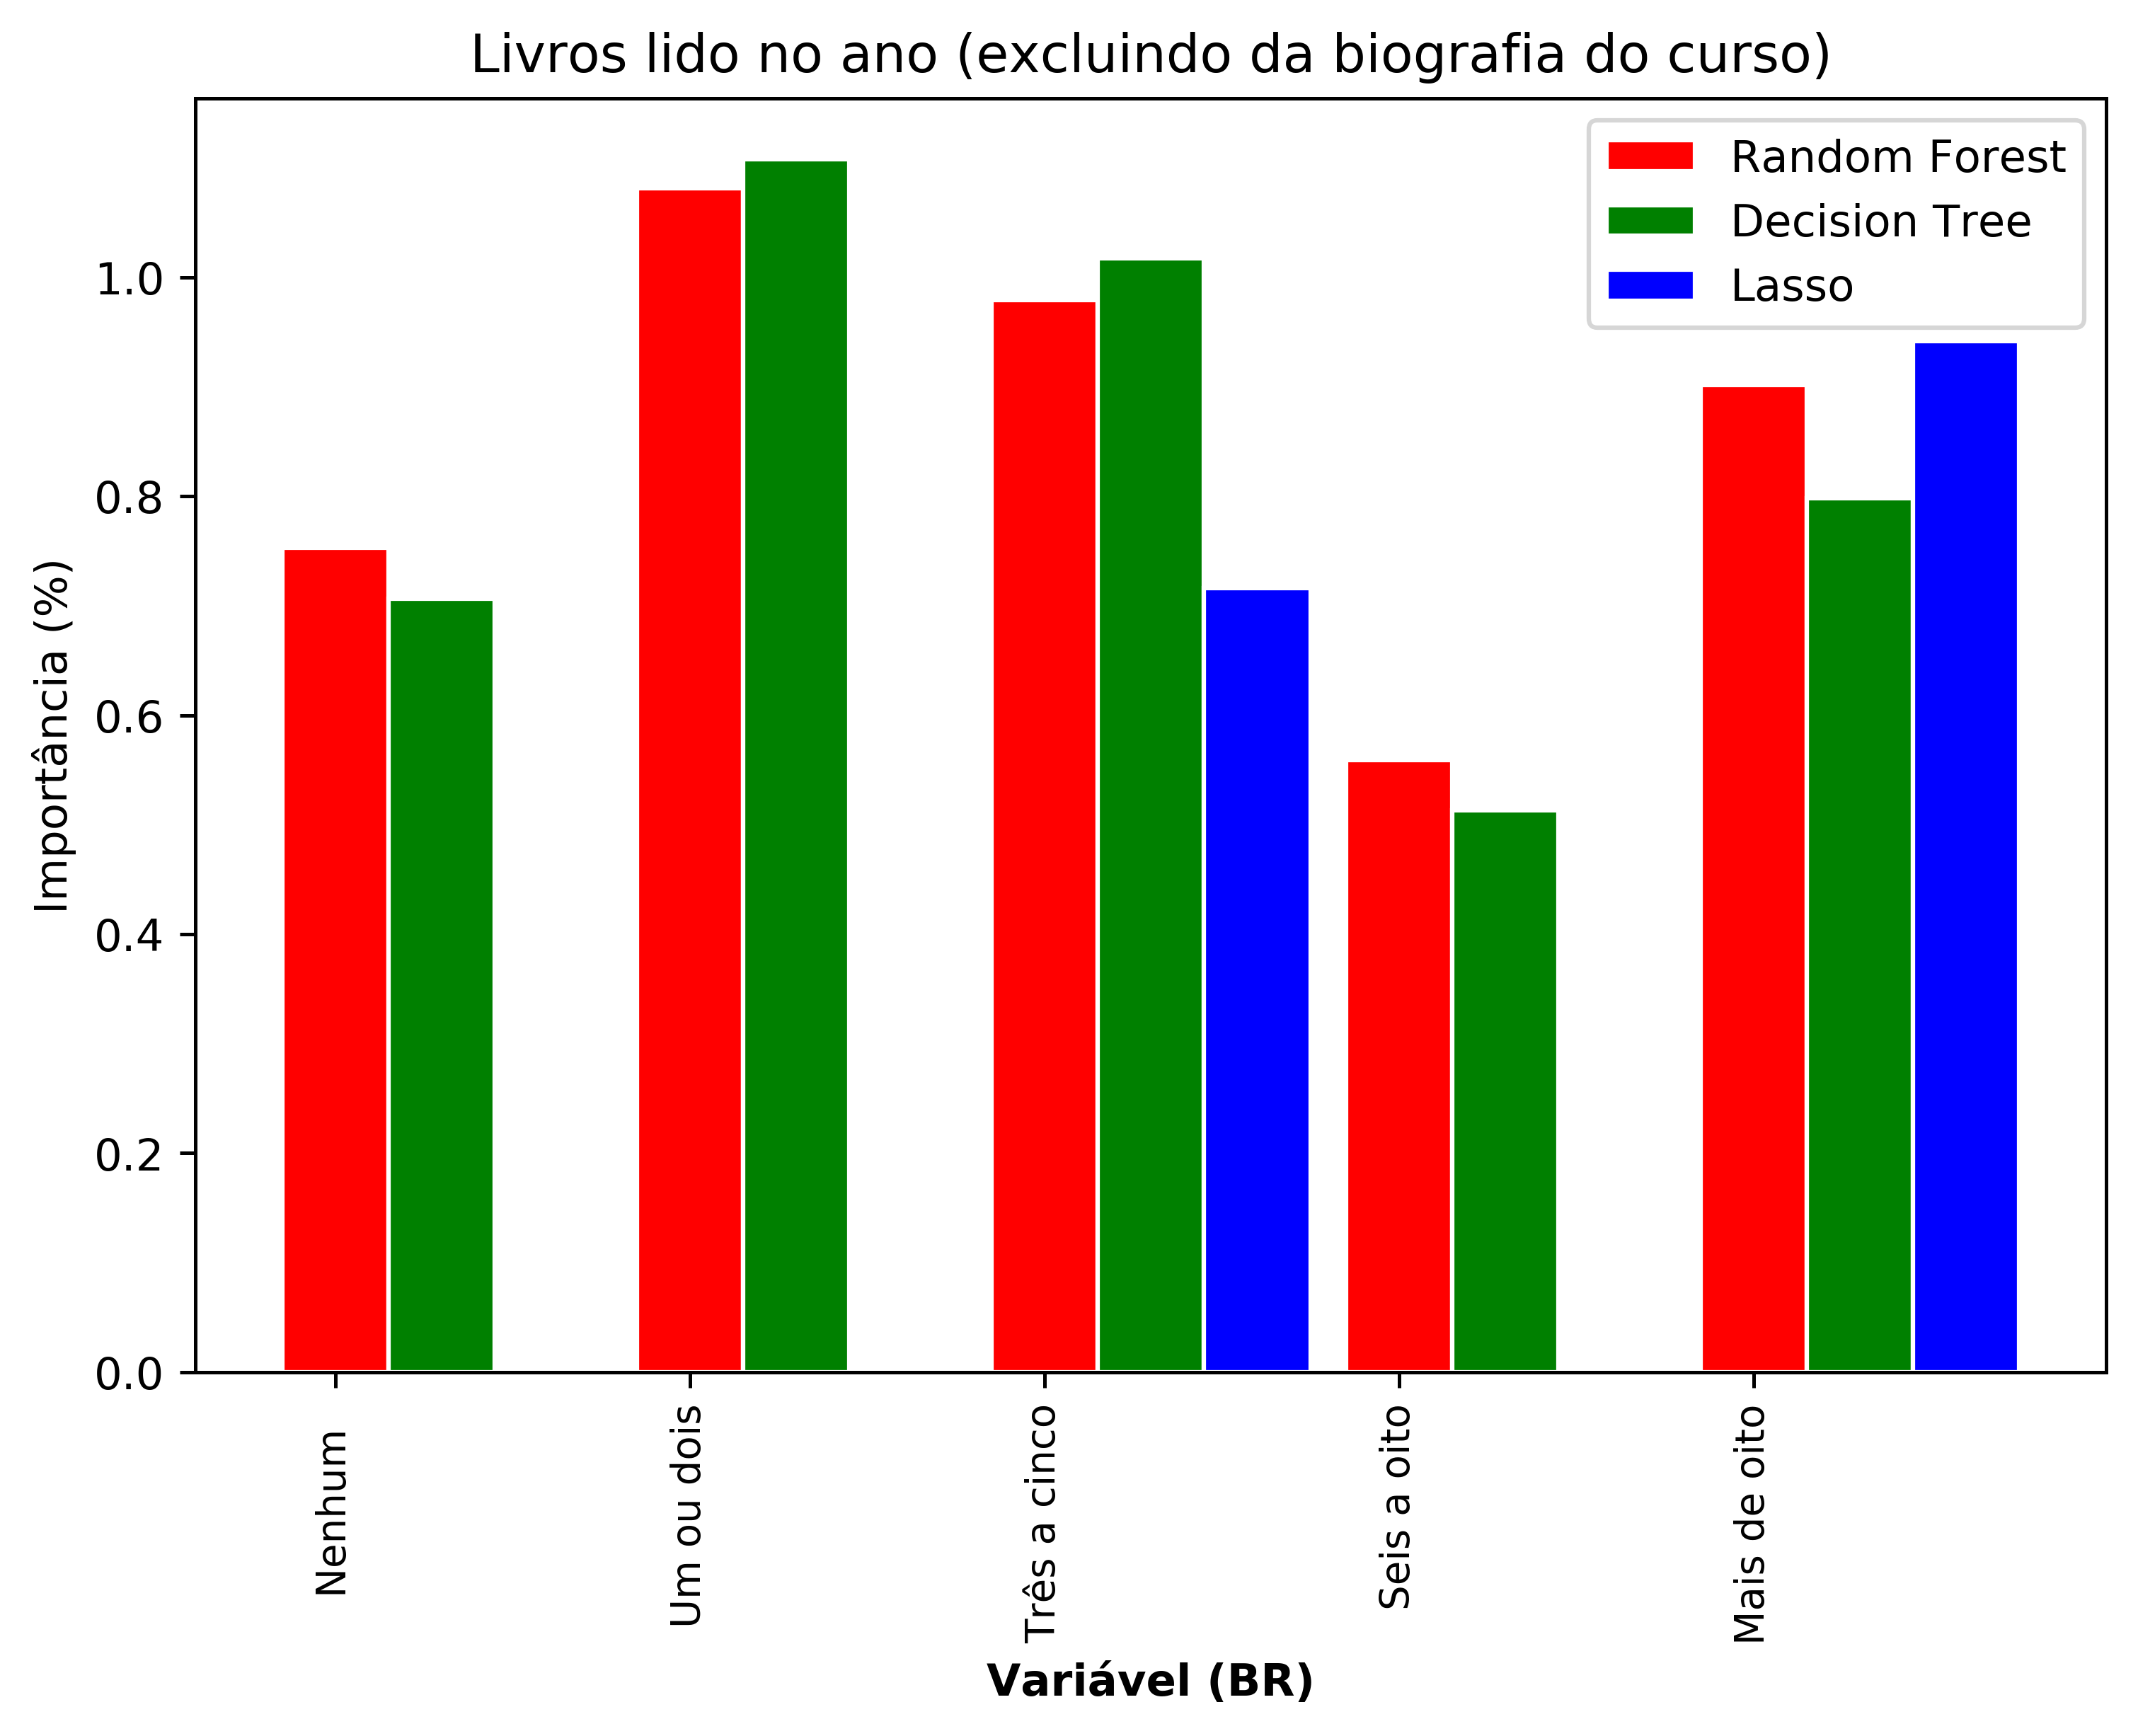 Livros lido no ano (excluindo da biografia do curso)
Random Forest
Decision Tree
Lasso
Importância (%)
1.0
0.8
0.6
0.4
0.2
0.0
Nenhum
Um ou dois
Três a cinco
Seis a oito
Mais de oito
Variável (BR)